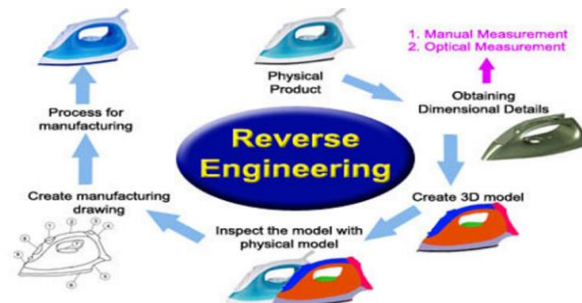 1. Manual Measurement
2. Optical Measurement
Physical
Product
Obtaining
Dimensional Details
Reverse
Engineering
Create 3D model
Inspect the model with
physical model
Create manufacturing
drawing
Process for
manufacturing